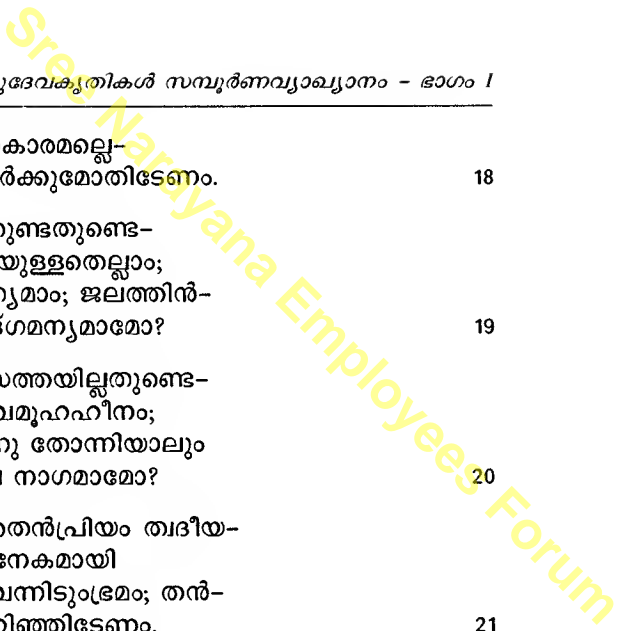 ുദേവകൃതികൾ സമ്പൂർണവ്യാഖ്യാനം - ഭാഗം I
കാരമല്ലെ-
ർക്കുമോതിടേണം. 18
ുണ്ടതുണ്ടെ-
യുള്ളതെല്ലാം;
ന്യമാം; ജലത്തിൻ-
ഗമന്യമാമോ? 19
സത്തയില്ലതുണ്ടെ-
വമൂഹഹീനം;
ു തോന്നിയാലും
നാഗമാമോ? 20
തൻപ്രിയം ത്വദീയ-
നേകമായി
വന്നിടുംഭ്രമം; തൻ-
റിഞ്ഞിടേണം. 21
Sree Narayana Employees Forum